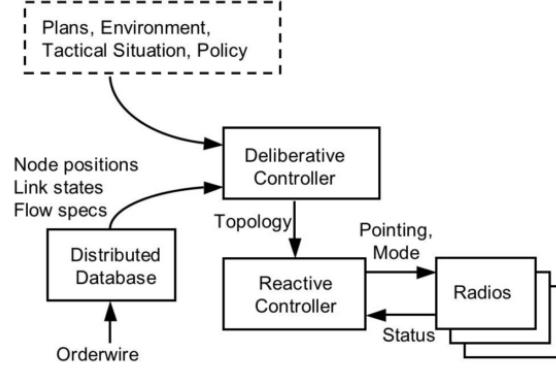 Plans, Environment,
Tactical Situation, Policy
Node positions
Link states
Flow specs
Deliberative
Controller
Topology
Pointing,
Mode
Distributed
Database
Reactive
Controller
Radios
Status
Orderwire